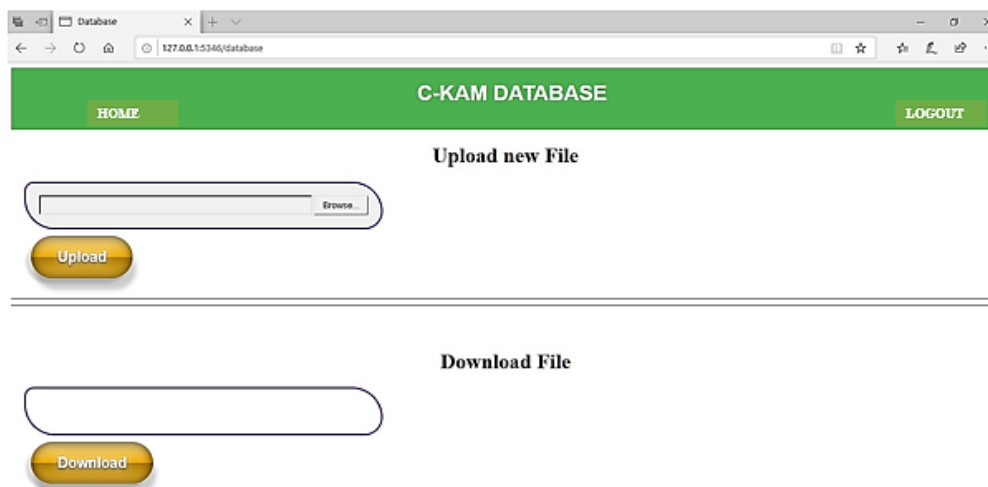 Database
127.0.0.1:5346/database
C-KAM DATABASE
HOME
LOGOUT
Upload new File
Browse...
Upload
Download File
Download